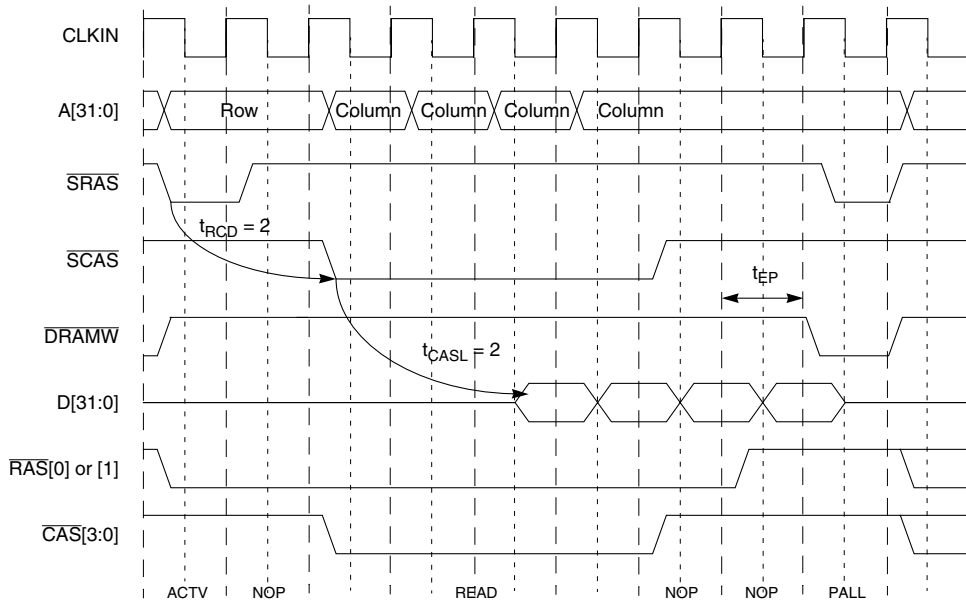 CLKIN
A[31:0]
Row Column Column Column Column
SRAS
tRCD = 2
SCAS
tEP
DRAMW
tCASL = 2
D[31:0]
RAS[0] or [1]
CAS[3:0]
ACTV NOP READ NOP NOP PALL